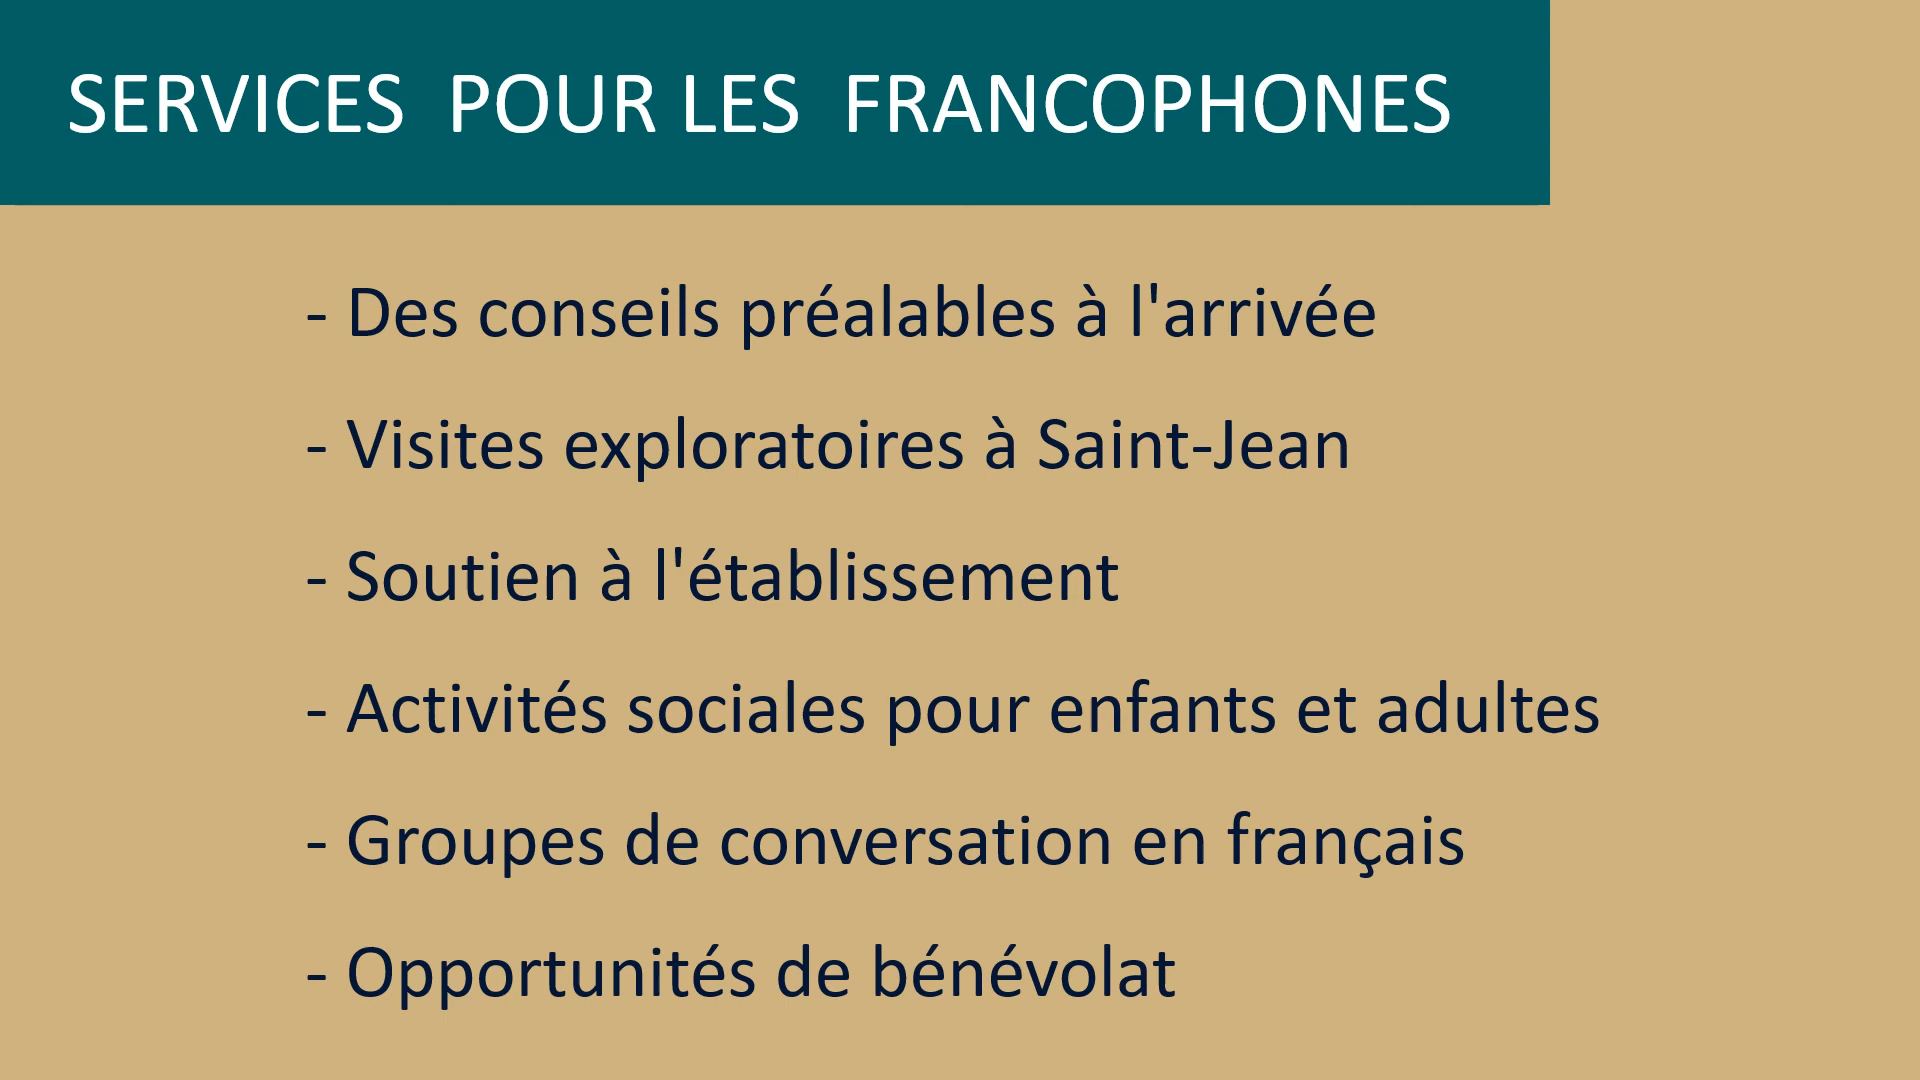 SERVICES POUR LES FRANCOPHONES
- Des conseils préalables à l'arrivée
- Visites exploratoires à Saint-Jean
- Soutien à l'établissement
- Activités sociales pour enfants et adultes
- Groupes de conversation en français
- Opportunités de bénévolat